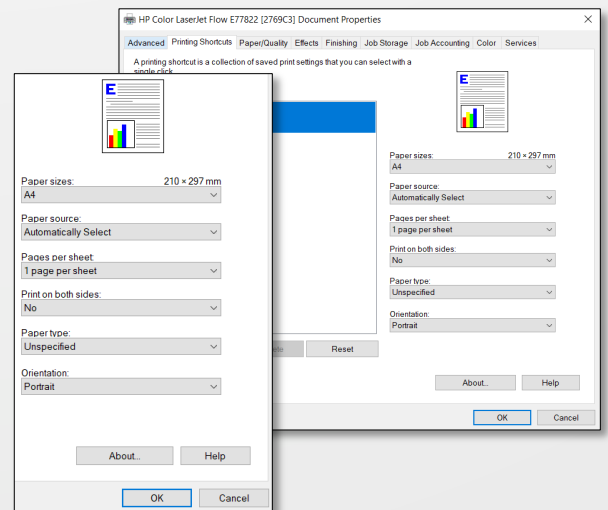 HP Color LaserJet Flow E77822 [2769C3] Document Properties
Advanced Printing Shortcuts Paper/Quality Effects Finishing Job Storage Job Accounting Color Services
A printing shortcut is a collection of saved print settings that you can select with a
single click
E
Paper sizes: 210 × 297 mm
A4
Paper source:
Automatically Select
Pages per sheet:
1 page per sheet
Print on both sides:
No
Paper type:
Unspecified
Orientation:
Portrait
Reset
About... Help
OK Cancel
E
Paper sizes: 210 × 297 mm
A4
Paper source:
Automatically Select
Pages per sheet:
1 page per sheet
Print on both sides:
No
Paper type:
Unspecified
Orientation:
Portrait
About... Help
OK Cancel